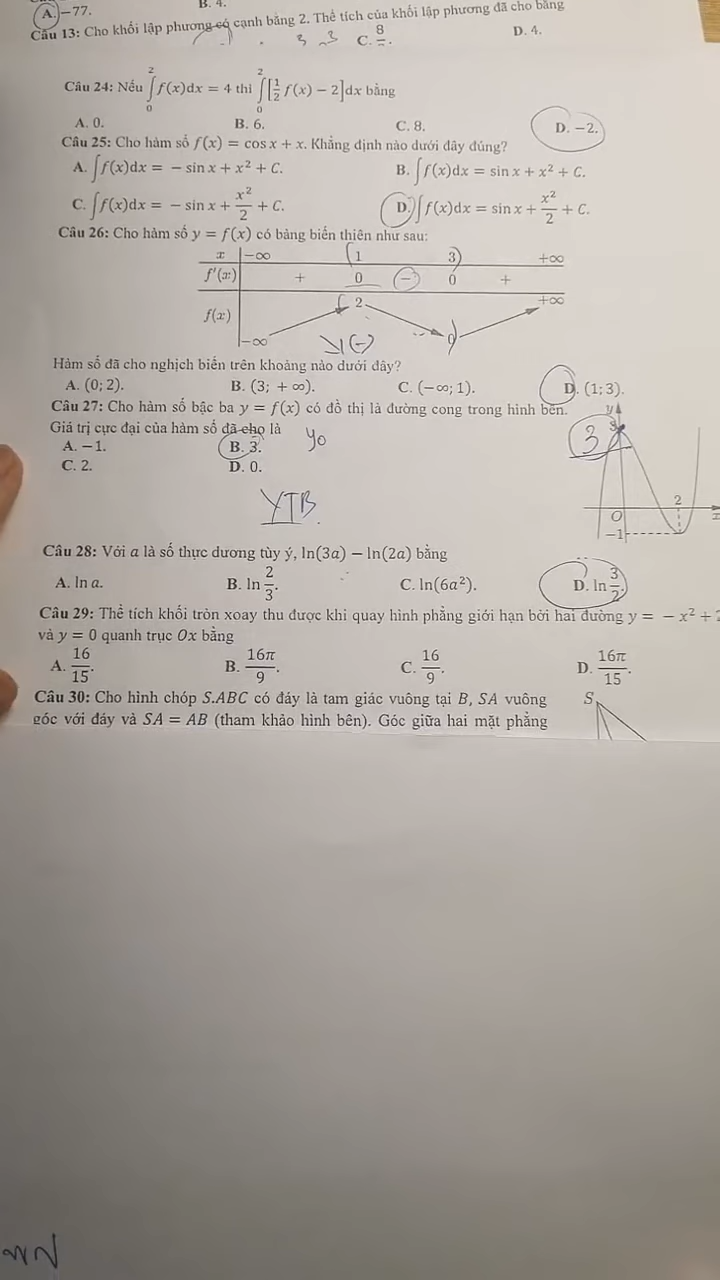 A. −77.
B. 4.
Câu 13: Cho khối lập phương có cạnh bằng 2. Thể tích của khối lập phương đã cho bằng
C. 8/
D. 4.
3 3
Câu 24: Nếu ∫₀² f(x)dx = 4 thì ∫₀² [1/2 f(x) − 2]dx bằng
A. 0. B. 6. C. 8. D. −2.
Câu 25: Cho hàm số f(x) = cos x + x. Khẳng định nào dưới đây đúng?
A. ∫f(x)dx = − sin x + x² + C. B. ∫f(x)dx = sin x + x² + C.
C. ∫f(x)dx = − sin x + x²/2 + C. D. ∫f(x)dx = sin x + x²/2 + C.
Câu 26: Cho hàm số y = f(x) có bảng biến thiên như sau:
x −∞ 1 3 +∞
f′(x) + 0 − 0 +
2 +∞
f(x)
−∞ 0
(−)
Hàm số đã cho nghịch biến trên khoảng nào dưới đây?
A. (0; 2). B. (3; +∞). C. (−∞; 1). D. (1; 3).
Câu 27: Cho hàm số bậc ba y = f(x) có đồ thị là đường cong trong hình bên.
Giá trị cực đại của hàm số đã cho là
yo
A. −1. B. 3.
C. 2. D. 0.
YTB
y
3
3
2
O x
−1
Câu 28: Với a là số thực dương tùy ý, ln(3a) − ln(2a) bằng
A. ln a. B. ln 2/3. C. ln(6a²). D. ln 3/2.
Câu 29: Thể tích khối tròn xoay thu được khi quay hình phẳng giới hạn bởi hai đường y = − x² + 2
và y = 0 quanh trục Ox bằng
A. 16/15. B. 16π/9. C. 16/9. D. 16π/15.
Câu 30: Cho hình chóp S.ABC có đáy là tam giác vuông tại B, SA vuông
góc với đáy và SA = AB (tham khảo hình bên). Góc giữa hai mặt phẳng
S